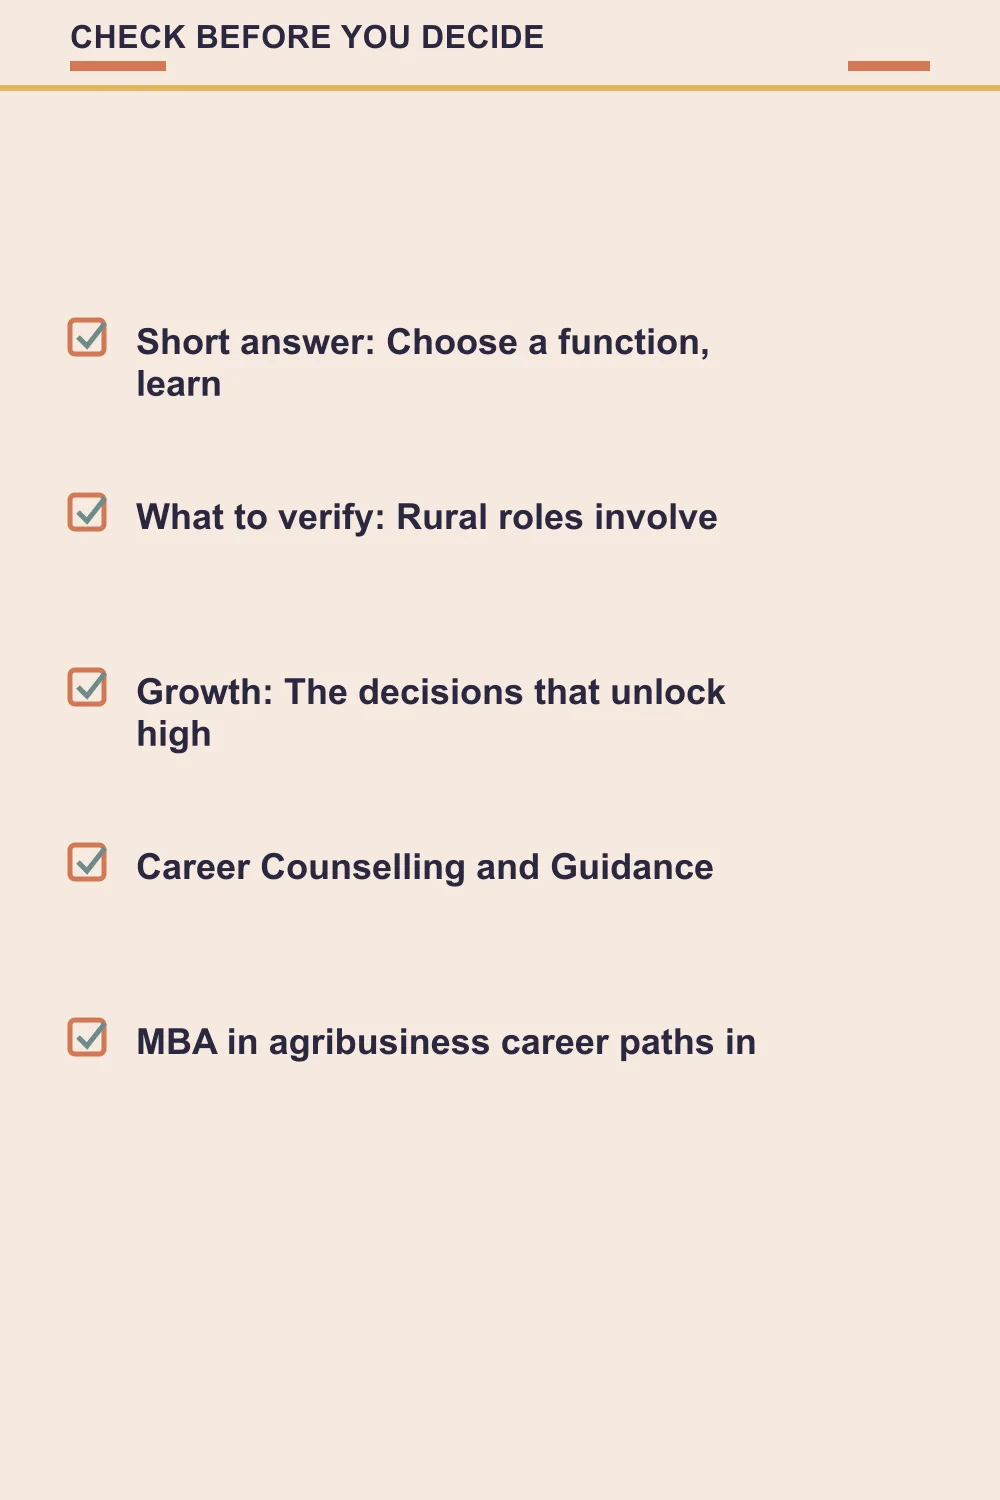 CHECK BEFORE YOU DECIDE
Short answer: Choose a function,
learn
What to verify: Rural roles involve
Growth: The decisions that unlock
high
Career Counselling and Guidance
MBA in agribusiness career paths in